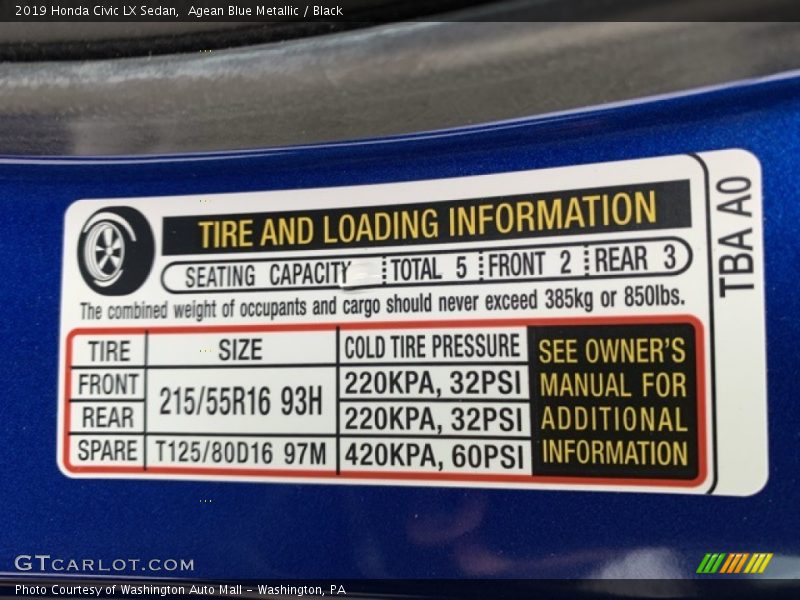 2019 Honda Civic LX Sedan, Agean Blue Metallic / Black
TIRE AND LOADING INFORMATION
SEATING CAPACITY TOTAL 5 FRONT 2 REAR 3
The combined weight of occupants and cargo should never exceed 385kg or 850lbs.
TIRE SIZE COLD TIRE PRESSURE
FRONT 215/55R16 93H 220KPA, 32PSI
REAR 220KPA, 32PSI
SPARE T125/80D16 97M 420KPA, 60PSI
SEE OWNER'S
MANUAL FOR
ADDITIONAL
INFORMATION
TBA A0
GTCARLOT.COM
Photo Courtesy of Washington Auto Mall - Washington, PA